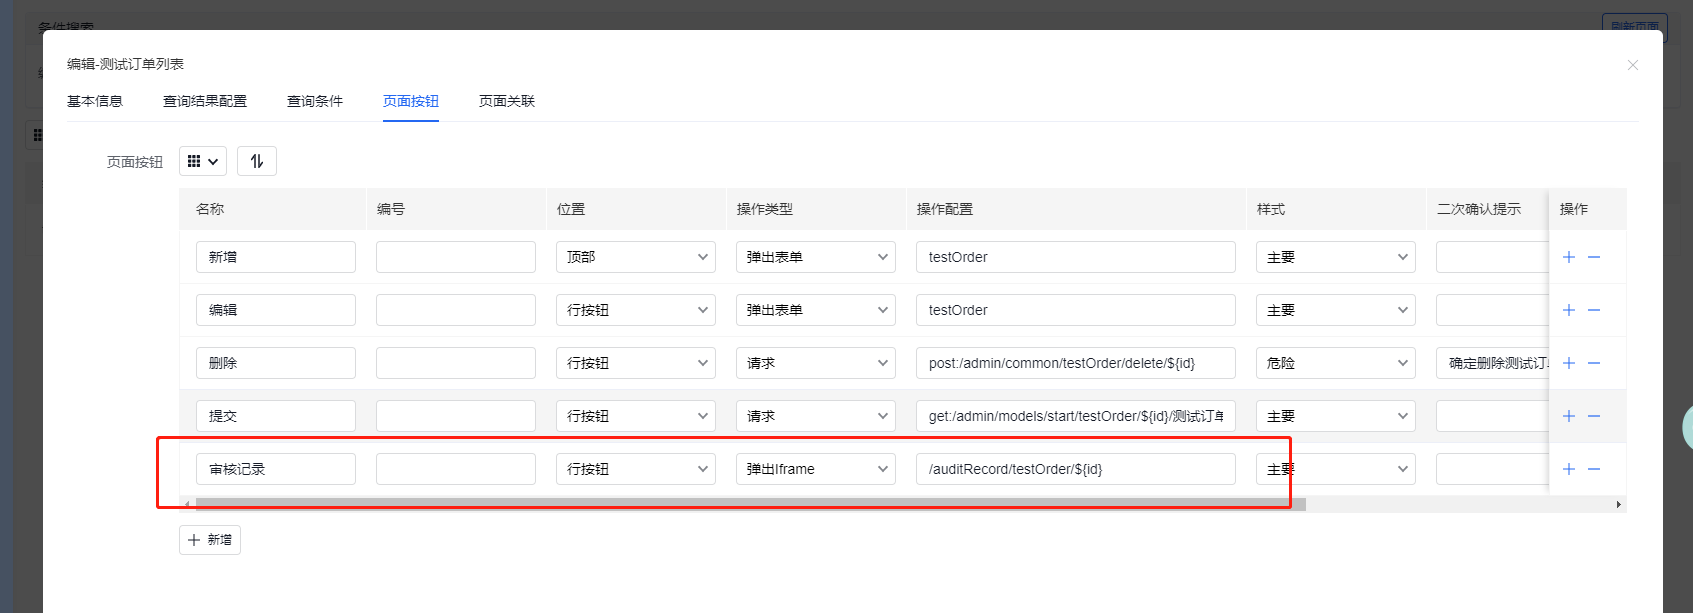 条件搜索
刷新页面
编辑-测试订单列表
基本信息 查询结果配置 查询条件 页面按钮 页面关联
页面按钮
名称 编号 位置 操作类型 操作配置 样式 二次确认提示 操作
新增 顶部 弹出表单 testOrder 主要
编辑 行按钮 弹出表单 testOrder 主要
删除 行按钮 请求 post:/admin/common/testOrder/delete/${id} 危险 确定删除测试订
提交 行按钮 请求 get:/admin/models/start/testOrder/${id}/测试订单 主要
审核记录 行按钮 弹出Iframe /auditRecord/testOrder/${id} 主要
新增